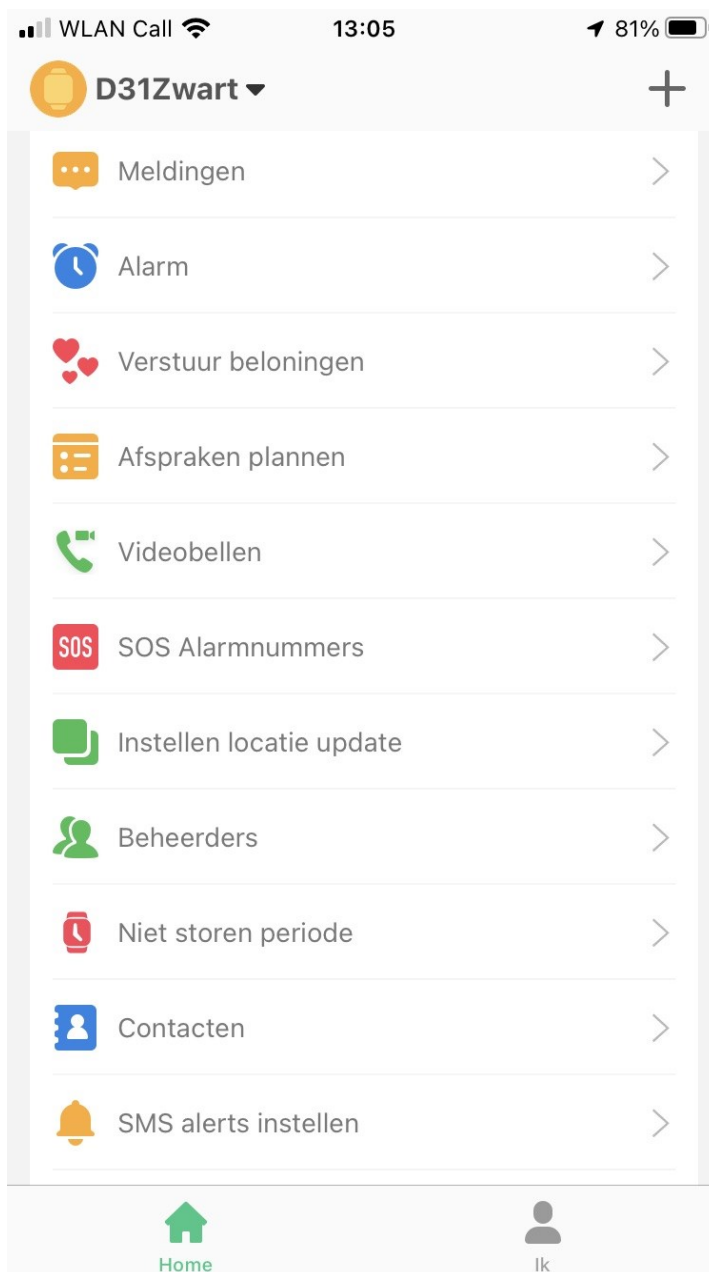 WLAN Call 13:05 81%
D31Zwart
Meldingen
Alarm
Verstuur beloningen
Afspraken plannen
Videobellen
SOS SOS Alarmnummers
Instellen locatie update
Beheerders
Niet storen periode
Contacten
SMS alerts instellen
Home Ik